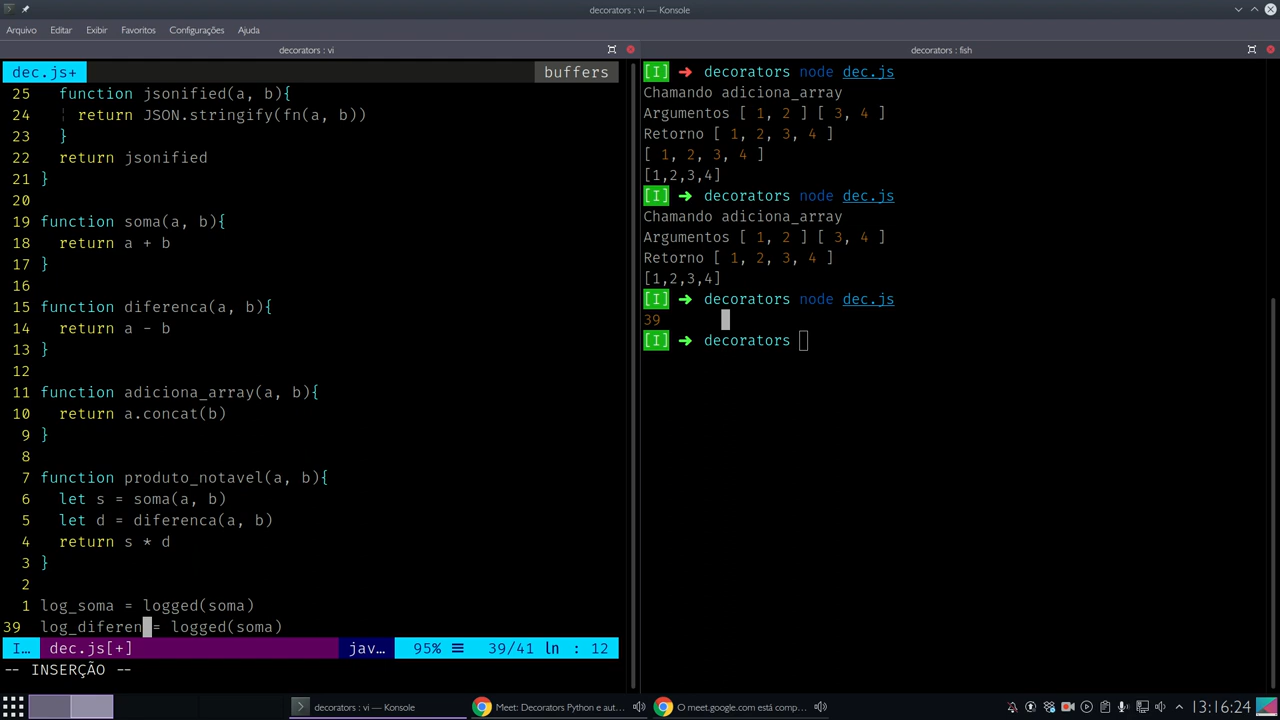 decorators : vi — Konsole
Arquivo Editar Exibir Favoritos Configurações Ajuda
decorators : vi
dec.js+ buffers
25 function jsonified(a, b){
24 return JSON.stringify(fn(a, b))
23 }
22 return jsonified
21 }
20
19 function soma(a, b){
18 return a + b
17 }
16
15 function diferenca(a, b){
14 return a - b
13 }
12
11 function adiciona_array(a, b){
10 return a.concat(b)
9 }
8
7 function produto_notavel(a, b){
6 let s = soma(a, b)
5 let d = diferenca(a, b)
4 return s * d
3 }
2
1 log_soma = logged(soma)
39 log_diferen = logged(soma)
I… dec.js[+] jav… 95% ☰ 39/41 ln : 12
-- INSERÇÃO --
decorators : fish
[I] ➜ decorators node dec.js
Chamando adiciona_array
Argumentos [ 1, 2 ] [ 3, 4 ]
Retorno [ 1, 2, 3, 4 ]
[ 1, 2, 3, 4 ]
[1,2,3,4]
[I] ➜ decorators node dec.js
Chamando adiciona_array
Argumentos [ 1, 2 ] [ 3, 4 ]
Retorno [ 1, 2, 3, 4 ]
[1,2,3,4]
[I] ➜ decorators node dec.js
39
[I] ➜ decorators
decorators : vi — Konsole
Meet: Decorators Python e aut…
O meet.google.com está comp…
13:16:24